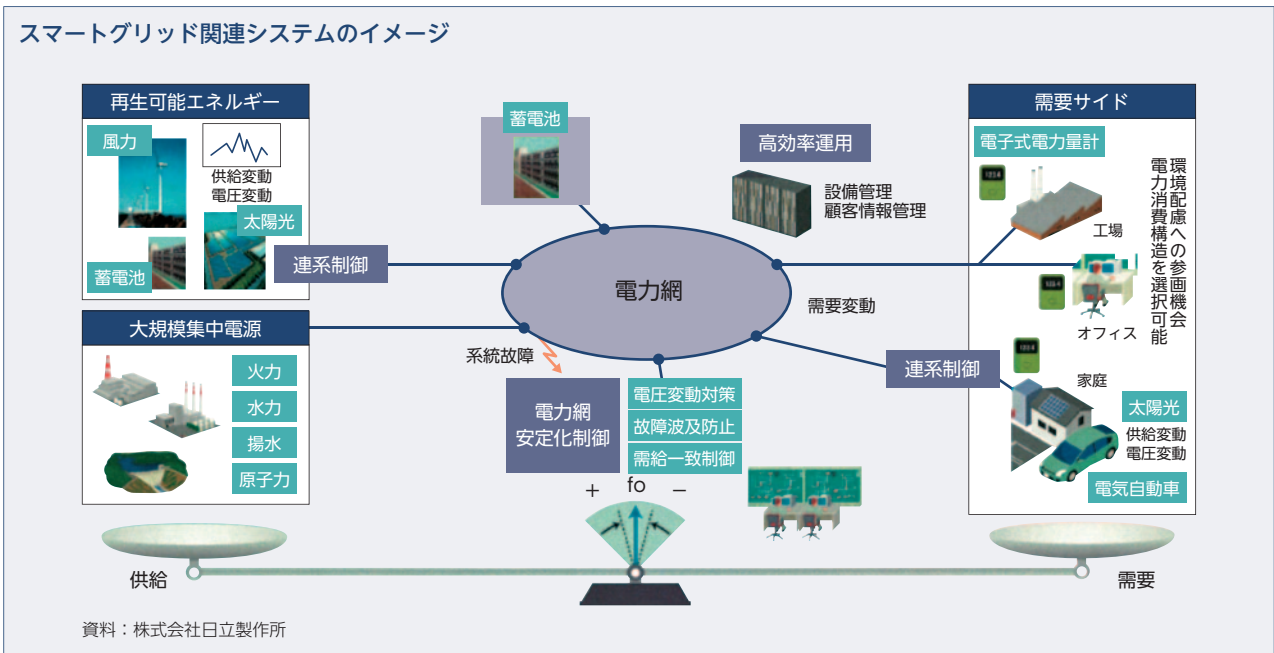 スマートグリッド関連システムのイメージ
再生可能エネルギー
風力
供給変動
電圧変動
太陽光
蓄電池
連系制御
大規模集中電源
火力
水力
揚水
原子力
蓄電池
高効率運用
設備管理
顧客情報管理
電力網
需要変動
系統故障
電力網
安定化制御
電圧変動対策
故障波及防止
需給一致制御
連系制御
需要サイド
電子式電力量計
工場
オフィス
環境配慮への参画機会
電力消費構造を選択可能
家庭
太陽光
供給変動
電圧変動
電気自動車
+ fo −
供給
需要
資料：株式会社日立製作所